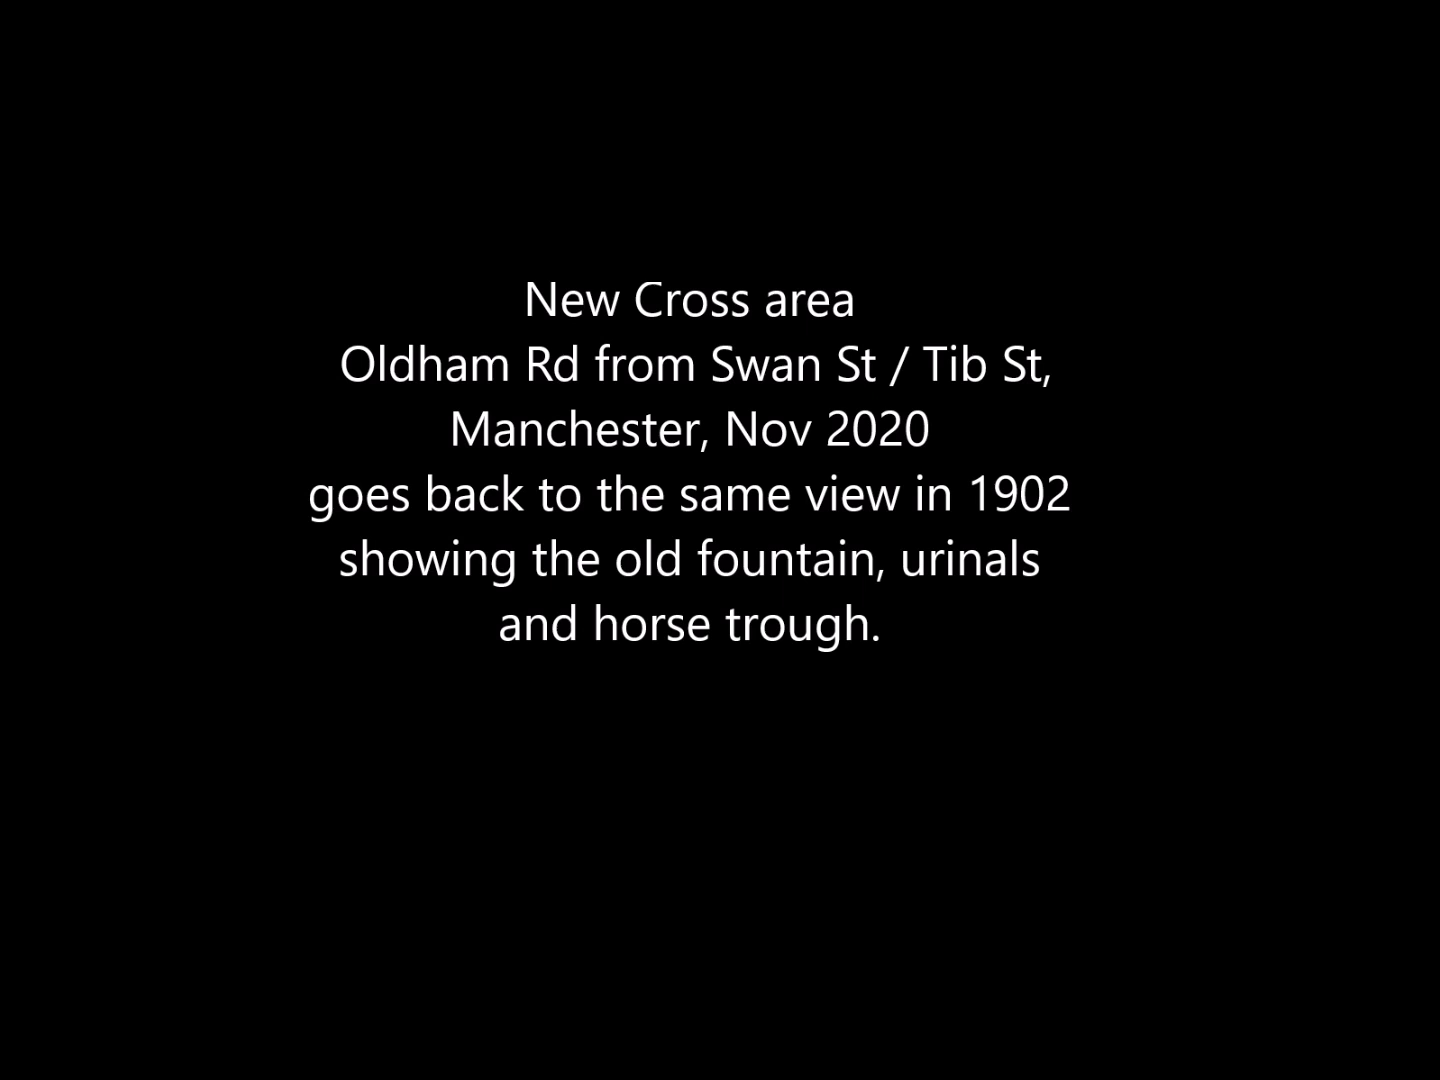 New Cross area
Oldham Rd from Swan St / Tib St,
Manchester, Nov 2020
goes back to the same view in 1902
showing the old fountain, urinals
and horse trough.